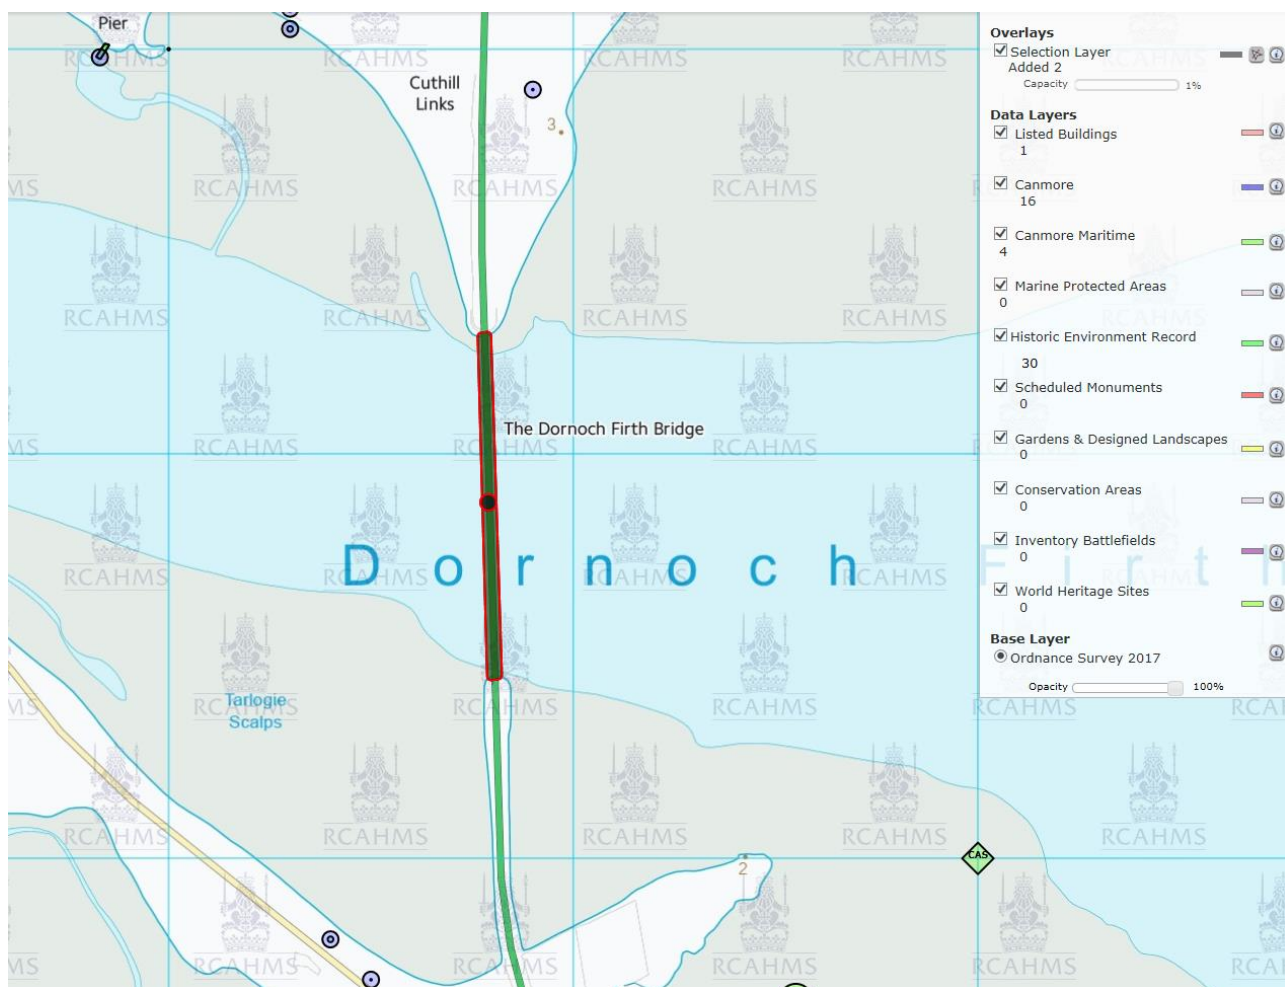 Pier
Cuthill
Links
3
The Dornoch Firth Bridge
Dornoch Firth
Tarlogie
Scalps
2
CAS
RCAHMS
Overlays
Selection Layer
Added 2
Capacity 1%
Data Layers
Listed Buildings
1
Canmore
16
Canmore Maritime
4
Marine Protected Areas
0
Historic Environment Record
30
Scheduled Monuments
0
Gardens & Designed Landscapes
0
Conservation Areas
0
Inventory Battlefields
0
World Heritage Sites
0
Base Layer
Ordnance Survey 2017
Opacity 100%